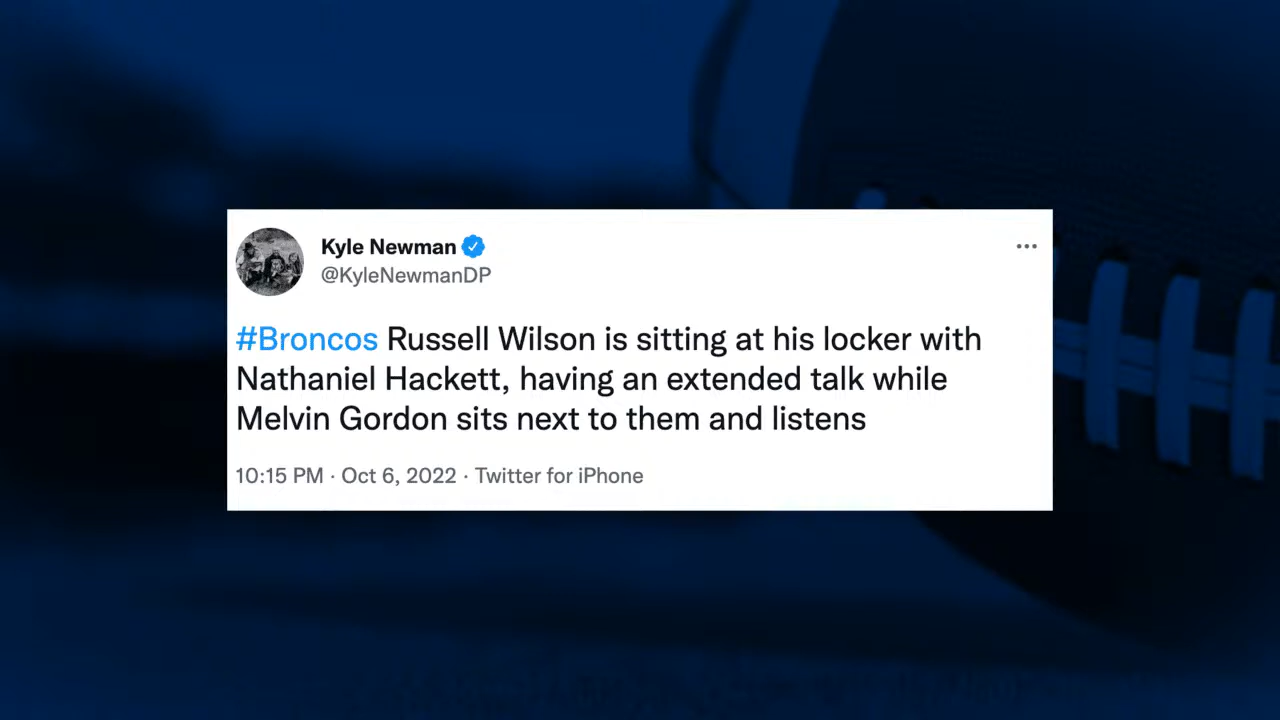 Kyle Newman
@KyleNewmanDP
#Broncos Russell Wilson is sitting at his locker with
Nathaniel Hackett, having an extended talk while
Melvin Gordon sits next to them and listens
10:15 PM · Oct 6, 2022 · Twitter for iPhone